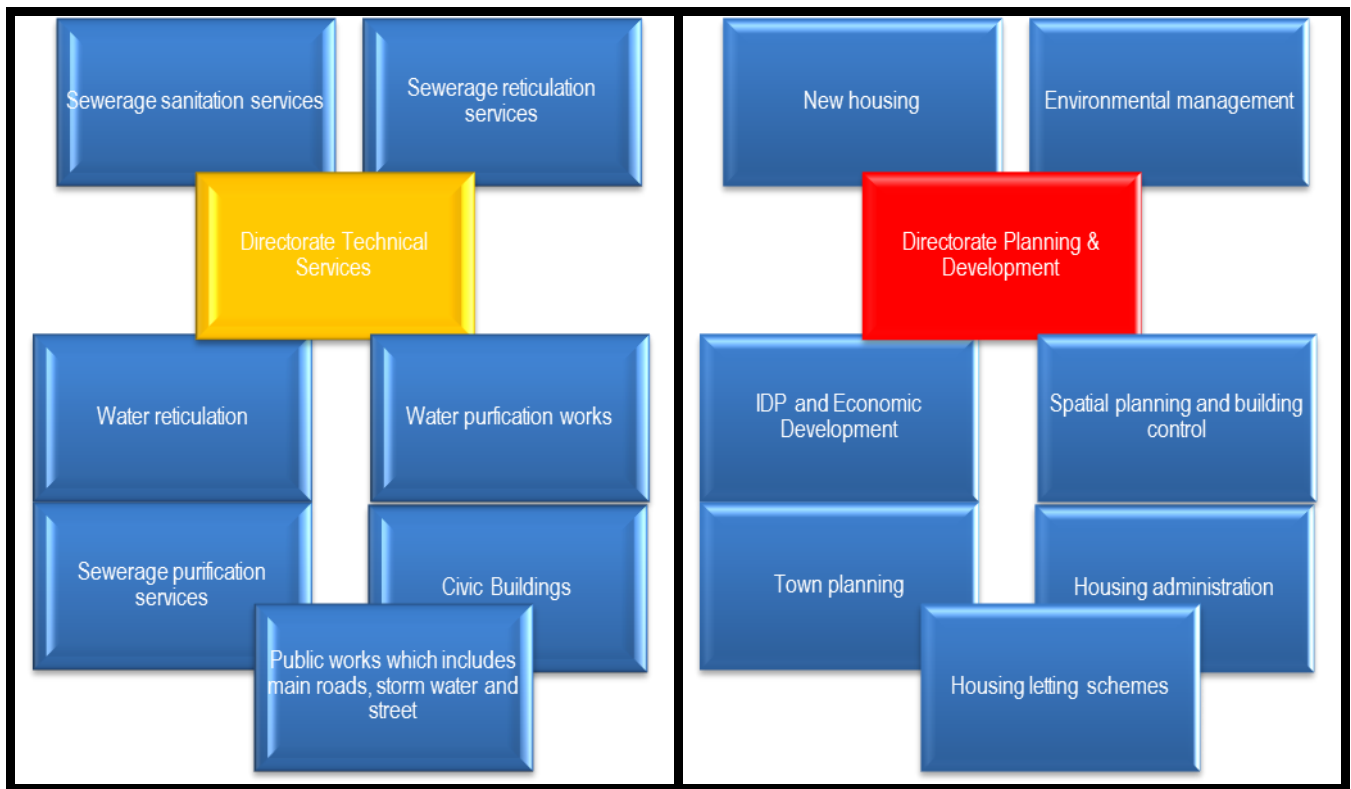 Sewerage sanitation services
Sewerage reticulation
services
Directorate Technical
Services
Water reticulation
Water purfication works
Sewerage purification
services
Civic Buildings
Public works which includes
main roads, storm water and
street
New housing
Environmental management
Directorate Planning &
Development
IDP and Economic
Development
Spatial planning and building
control
Town planning
Housing administration
Housing letting schemes